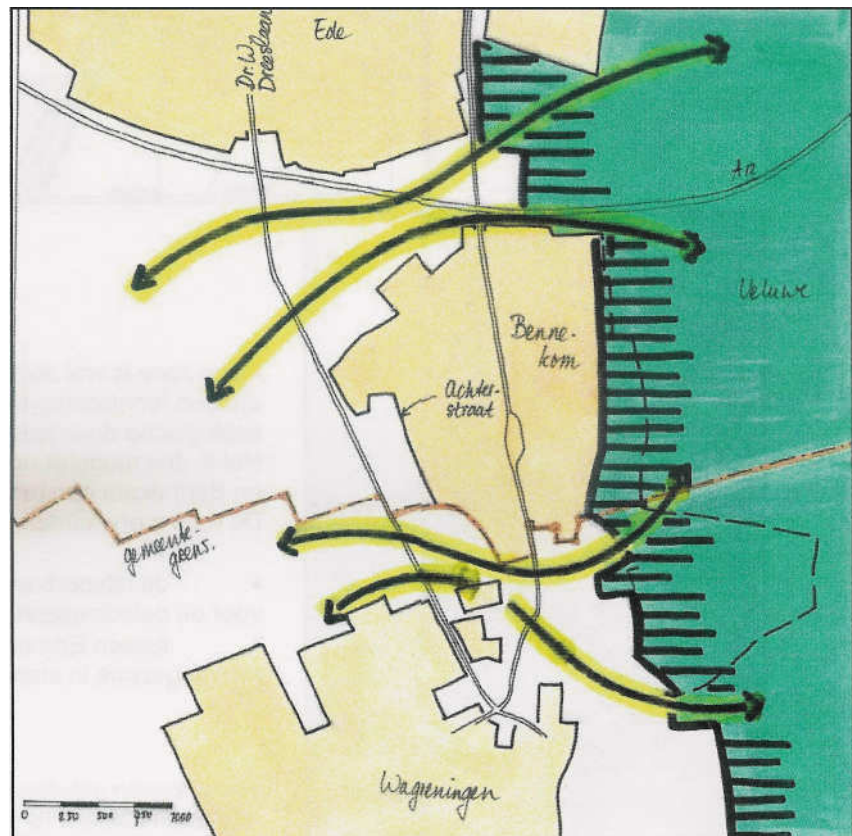 Ede
Dr. W.
Dreeslaan
A12
Veluwe
Benne-
kom
Achter-
straat
gemeente-
grens.
Wageningen
0 250 500 750 1000